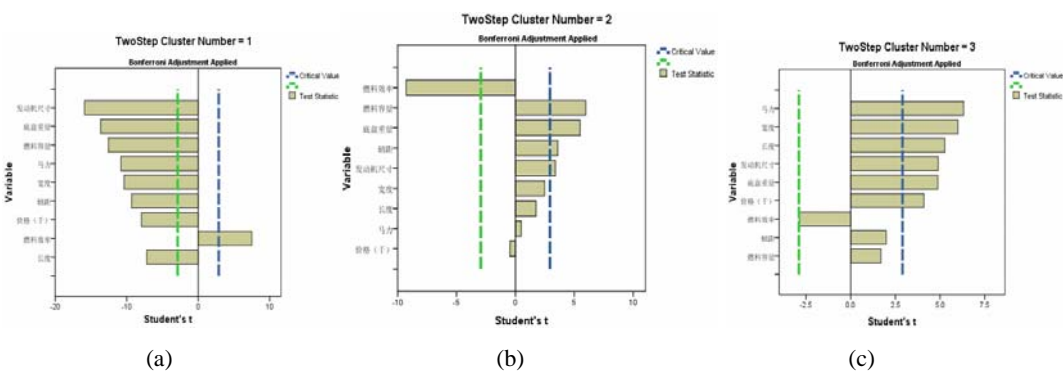 TwoStep Cluster Number = 1
Bonferroni Adjustment Applied
Critical Value
Test Statistic
发动机尺寸
底盘重量
燃料容量
马力
宽度
轴距
价格（千）
燃料效率
长度
Variable
-20
-10
0
10
Student's t
(a)
TwoStep Cluster Number = 2
Bonferroni Adjustment Applied
Critical Value
Test Statistic
燃料效率
燃料容量
底盘重量
轴距
发动机尺寸
宽度
长度
马力
价格（千）
Variable
-10
-5
0
5
10
Student's t
(b)
TwoStep Cluster Number = 3
Bonferroni Adjustment Applied
Critical Value
Test Statistic
马力
宽度
长度
发动机尺寸
底盘重量
价格（千）
燃料效率
轴距
燃料容量
Variable
-2.5
0.0
2.5
5.0
7.5
Student's t
(c)